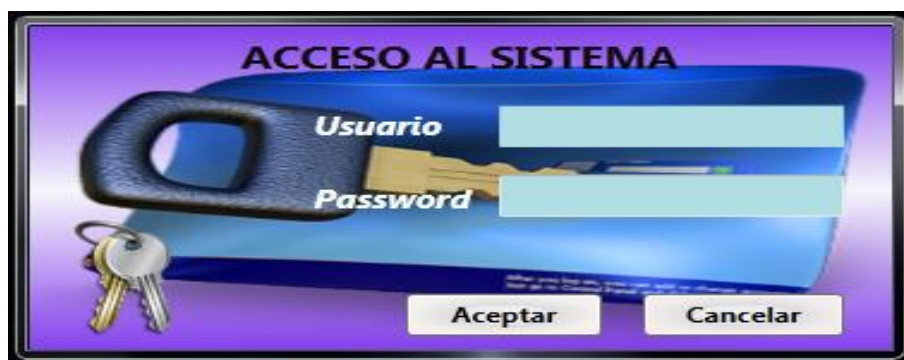 ACCESO AL SISTEMA
Usuario
Password
Aceptar
Cancelar